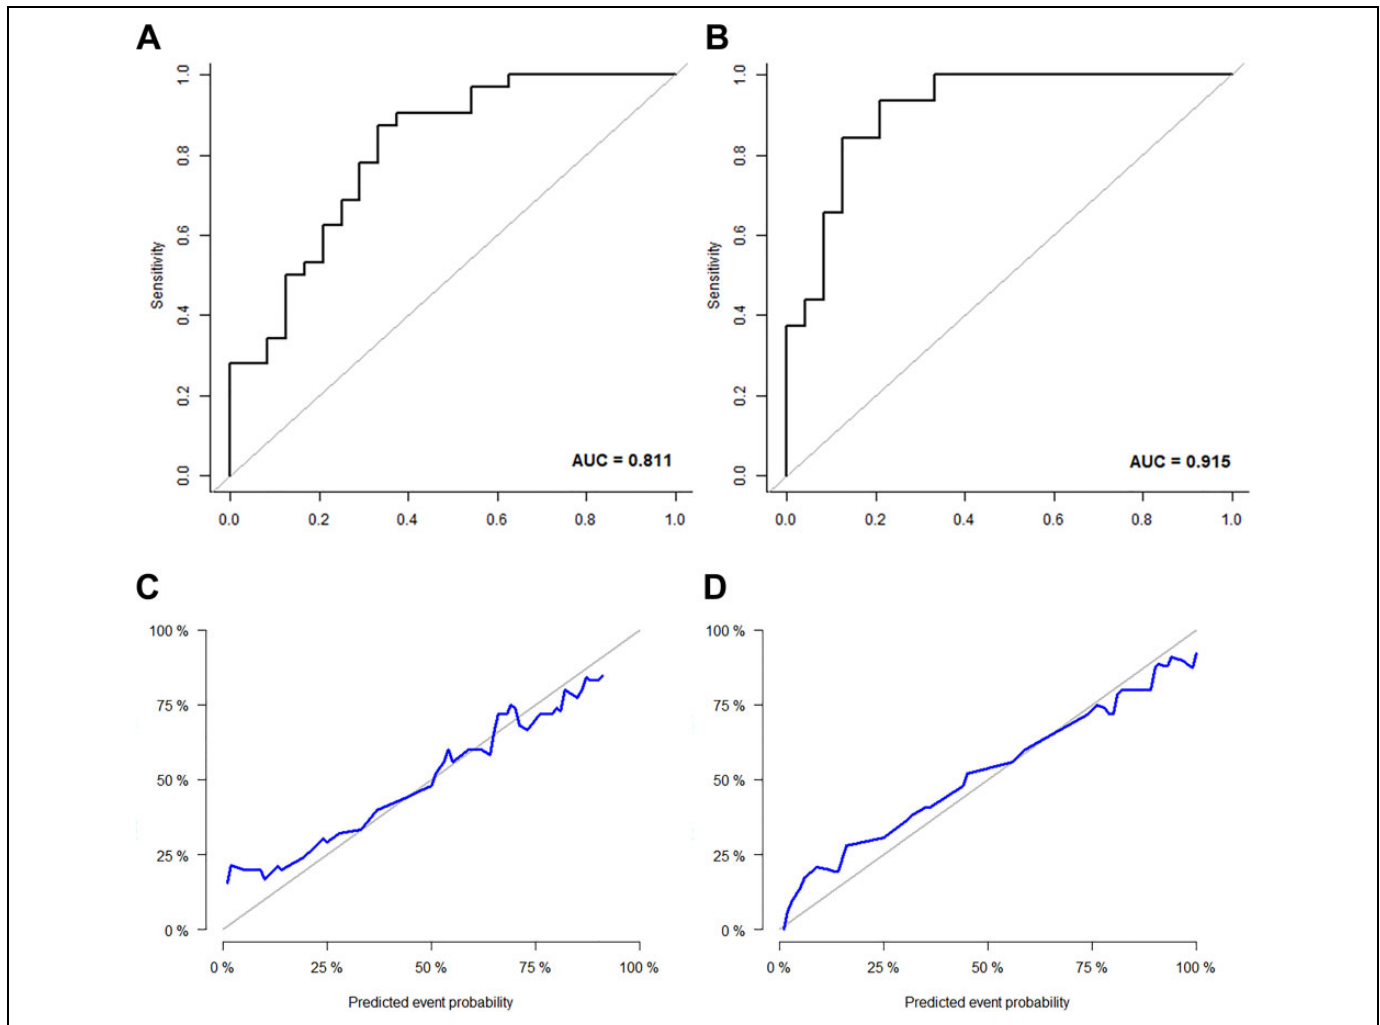 A
B
1.0
0.8
0.6
0.4
0.2
0.0
Sensitivity
AUC = 0.811
0.0 0.2 0.4 0.6 0.8 1.0
1.0
0.8
0.6
0.4
0.2
0.0
Sensitivity
AUC = 0.915
0.0 0.2 0.4 0.6 0.8 1.0
C
D
100 %
75 %
50 %
25 %
0 %
0 % 25 % 50 % 75 % 100 %
Predicted event probability
100 %
75 %
50 %
25 %
0 %
0 % 25 % 50 % 75 % 100 %
Predicted event probability